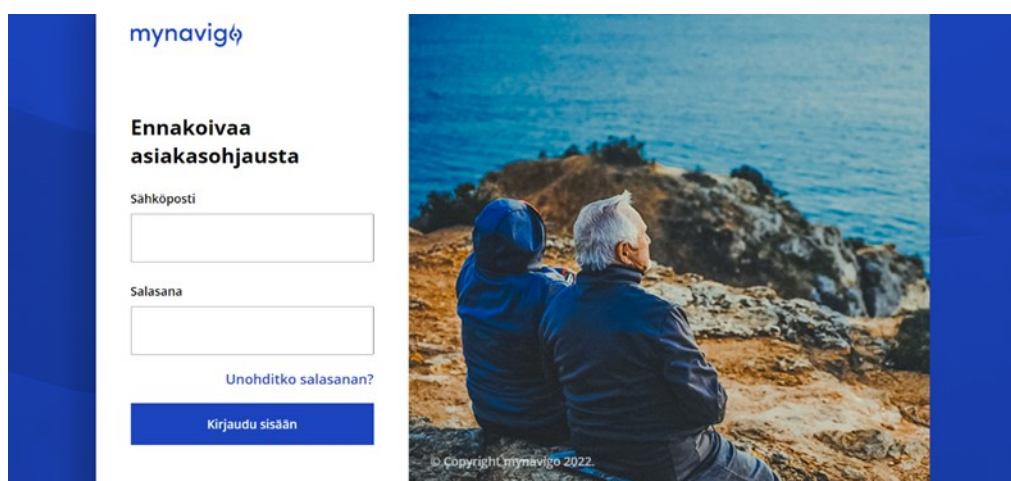 mynavigo
Ennakoivaa
asiakasohjausta
Sähköposti
Salasana
Unohditko salasanan?
Kirjaudu sisään
© Copyright mynavigo 2022.